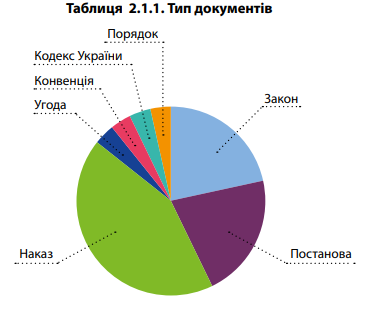 Таблиця 2.1.1. Тип документів
Порядок
Кодекс України
Конвенція
Угода
Закон
Наказ
Постанова